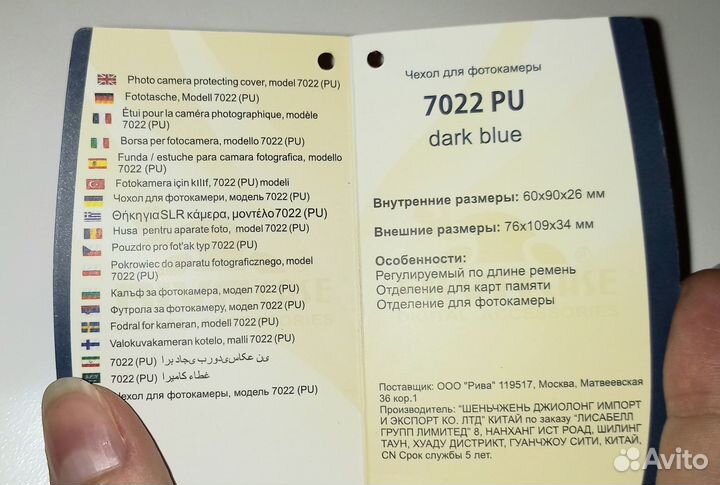 Photo camera protecting cover, model 7022 (PU)
Fototasche, Modell 7022 (PU)
Étui pour la caméra photographique, modèle
7022 (PU)
Borsa per fotocamera, modello 7022 (PU)
Funda / estuche para camara fotografica, modello
7022 (PU)
Fotokamera için kIlIf, 7022 (PU) modeli
Чохол для фотокамери, модель 7022 (PU)
ΘήκηγιαSLR κάμερα, μοντέλο7022 (PU)
Husa pentru aparate foto, model 7022 (PU)
Pouzdro pro fot'ak typ 7022 (PU)
Pokrowiec do aparatu fotograficznego, model
7022 (PU)
Калъф за фотокамера, модел 7022 (PU)
Футрола за фотокамеру, модел 7022 (PU)
Fodral for kameran, modell 7022 (PU)
Valokuvakameran kotelo, malli 7022 (PU)
7022 (PU)
7022 (PU) غطاء كاميرا
Чехол для фотокамеры, модель 7022 (PU)
Чехол для фотокамеры
7022 PU
dark blue
Внутренние размеры: 60x90x26 мм
Внешние размеры: 76x109x34 мм
Особенности:
Регулируемый по длине ремень
Отделение для карт памяти
Отделение для фотокамеры
Поставщик: ООО "Рива" 119517, Москва, Матвеевская
36 кор.1
Производитель: "ШЕНЬЧЖЕНЬ ДЖИОЛОНГ ИМПОРТ
И ЭКСПОРТ КО. ЛТД" КИТАЙ по заказу "ЛИСАБЕЛЛ
ГРУПП ЛИМИТЕД" 8, НАНХАНГ ИСТ РОАД, ШИЛИНГ
ТАУН, ХУАДУ ДИСТРИКТ, ГУАНЧЖОУ СИТИ, КИТАЙ,
CN Срок службы 5 лет.
Avito